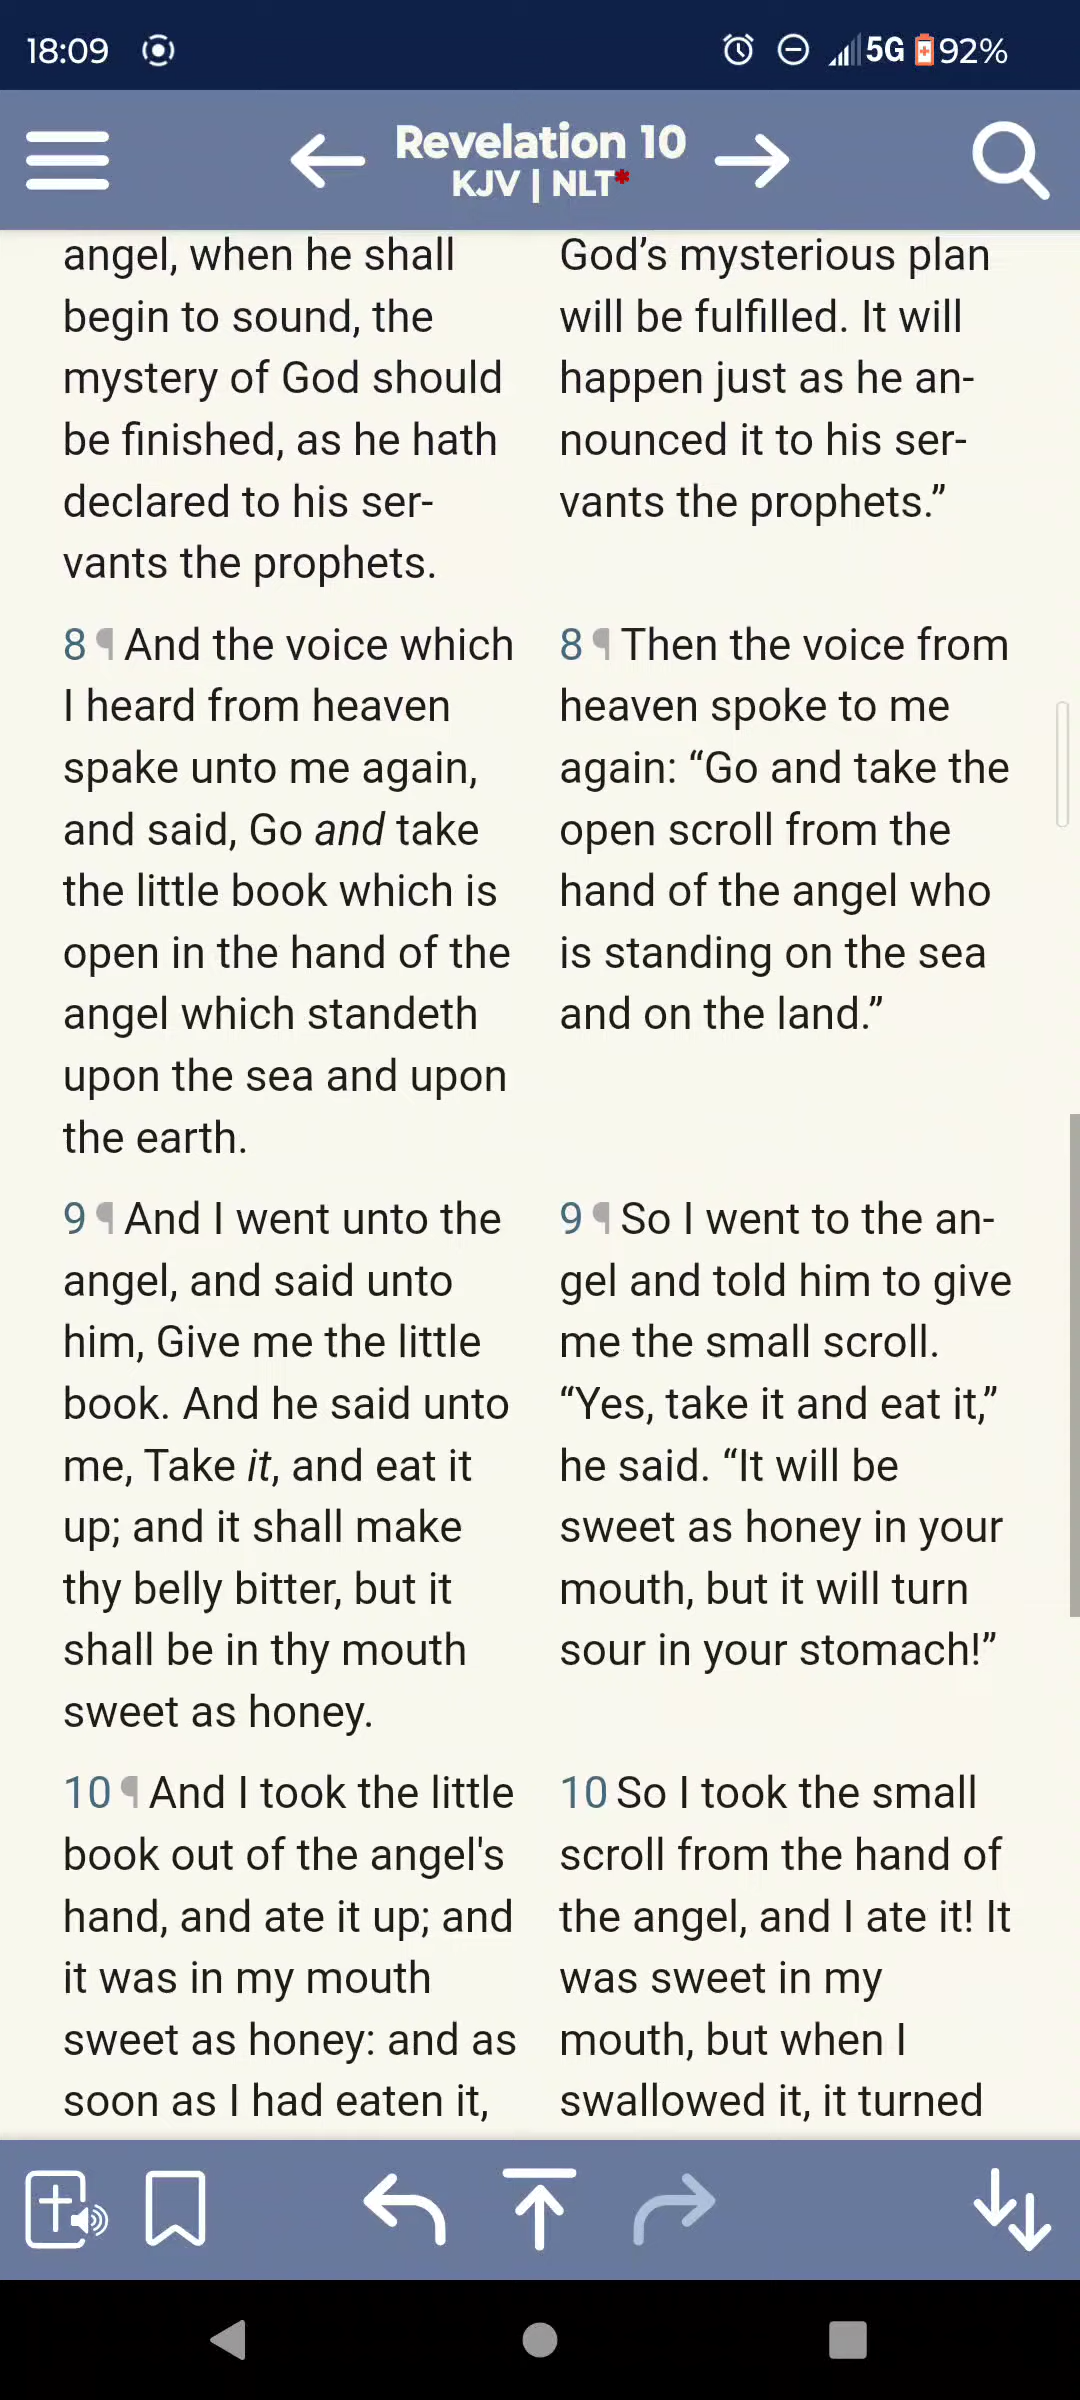 18:09
5G 92%
Revelation 10
KJV | NLT*
angel, when he shall
begin to sound, the
mystery of God should
be finished, as he hath
declared to his ser-
vants the prophets.
8 ¶ And the voice which
I heard from heaven
spake unto me again,
and said, Go and take
the little book which is
open in the hand of the
angel which standeth
upon the sea and upon
the earth.
9 ¶ And I went unto the
angel, and said unto
him, Give me the little
book. And he said unto
me, Take it, and eat it
up; and it shall make
thy belly bitter, but it
shall be in thy mouth
sweet as honey.
10 ¶ And I took the little
book out of the angel's
hand, and ate it up; and
it was in my mouth
sweet as honey: and as
soon as I had eaten it,
God’s mysterious plan
will be fulfilled. It will
happen just as he an-
nounced it to his ser-
vants the prophets.”
8 ¶ Then the voice from
heaven spoke to me
again: “Go and take the
open scroll from the
hand of the angel who
is standing on the sea
and on the land.”
9 ¶ So I went to the an-
gel and told him to give
me the small scroll.
“Yes, take it and eat it,”
he said. “It will be
sweet as honey in your
mouth, but it will turn
sour in your stomach!”
10 So I took the small
scroll from the hand of
the angel, and I ate it! It
was sweet in my
mouth, but when I
swallowed it, it turned